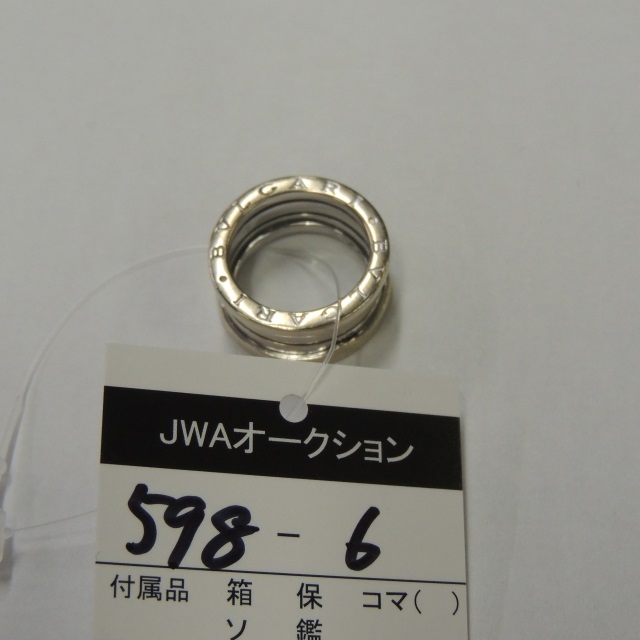 BVLGARI • BVLGARI
JWAオークション
598 - 6
付属品 箱 保 コマ( )
ソ 鑑